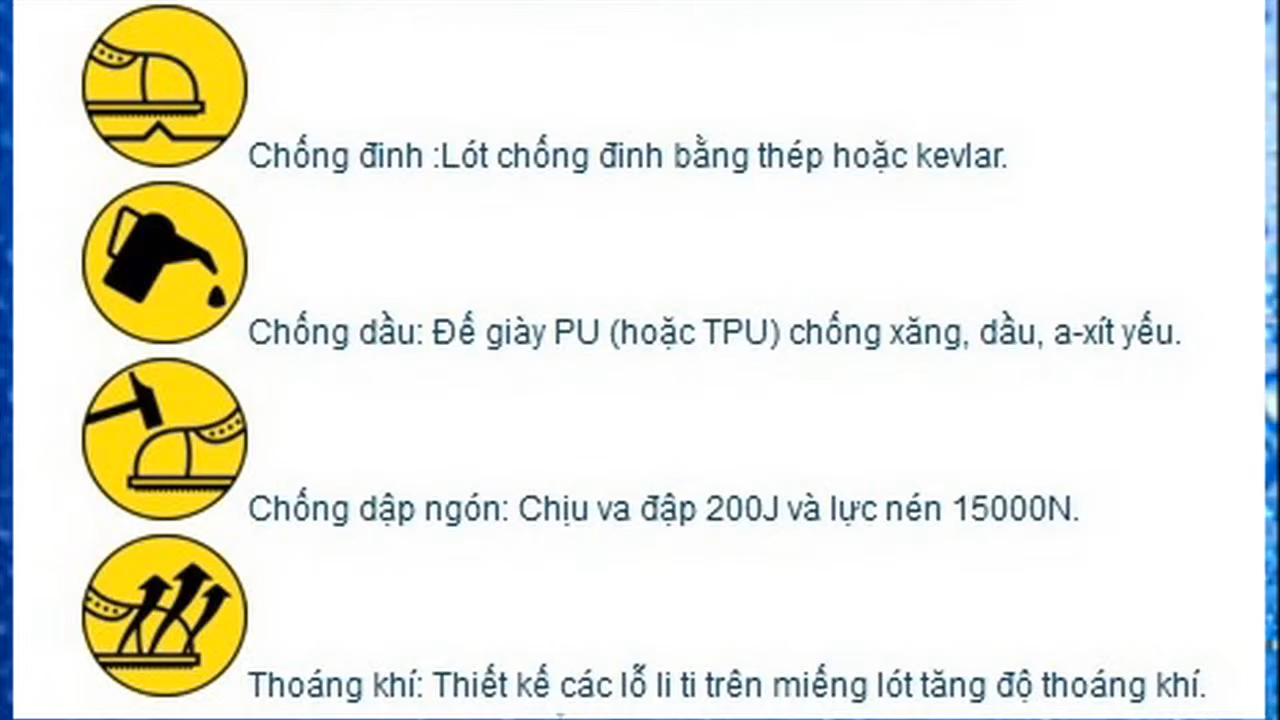 Chống đinh :Lót chống đinh bằng thép hoặc kevlar.
Chống dầu: Đế giày PU (hoặc TPU) chống xăng, dầu, a-xít yếu.
Chống dập ngón: Chịu va đập 200J và lực nén 15000N.
Thoáng khí: Thiết kế các lỗ li ti trên miếng lót tăng độ thoáng khí.